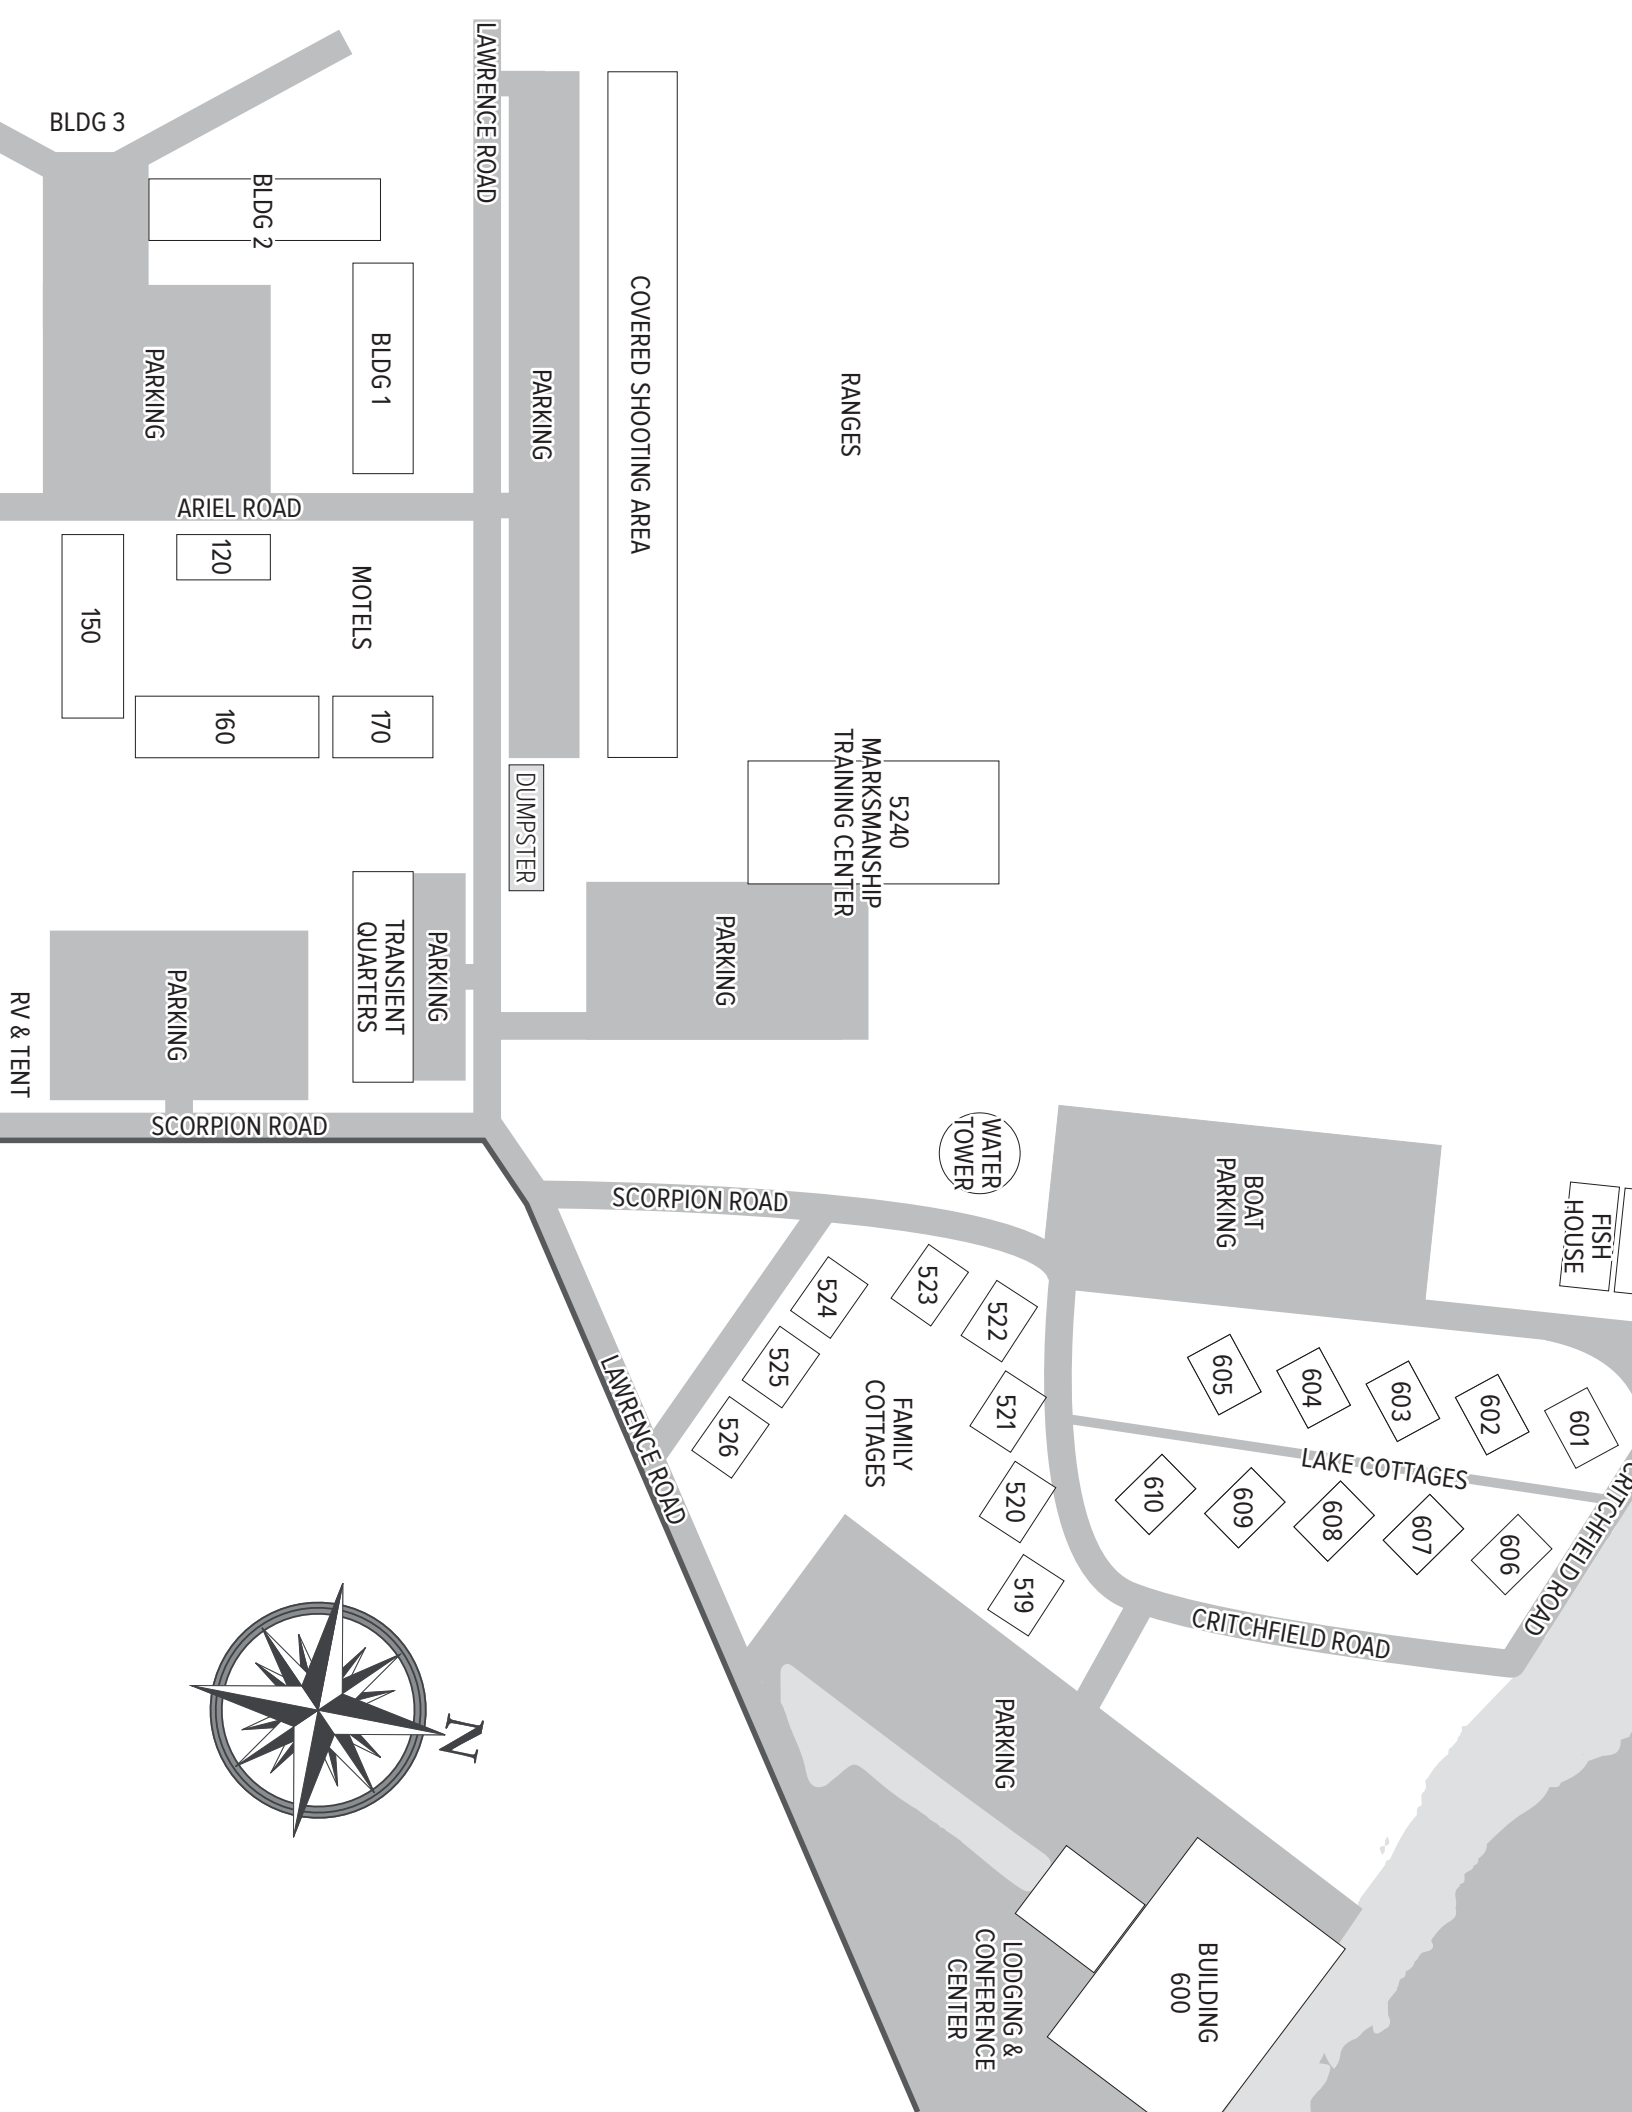 LAWRENCE ROAD
BLDG 3
BLDG 2
BLDG 1
PARKING
PARKING
COVERED SHOOTING AREA
RANGES
ARIEL ROAD
120
150
MOTELS
160
170
DUMPSTER
5240
MARKSMANSHIP
TRAINING CENTER
PARKING
TRANSIENT
QUARTERS
PARKING
PARKING
RV & TENT
SCORPION ROAD
SCORPION ROAD
WATER
TOWER
BOAT
PARKING
FISH
HOUSE
523
522
524
525
526
521
520
519
FAMILY
COTTAGES
605
604
603
602
601
LAKE COTTAGES
610
609
608
607
606
CRITCHFIELD ROAD
CRITCHFIELD ROAD
LAWRENCE ROAD
PARKING
N
BUILDING
600
LODGING &
CONFERENCE
CENTER